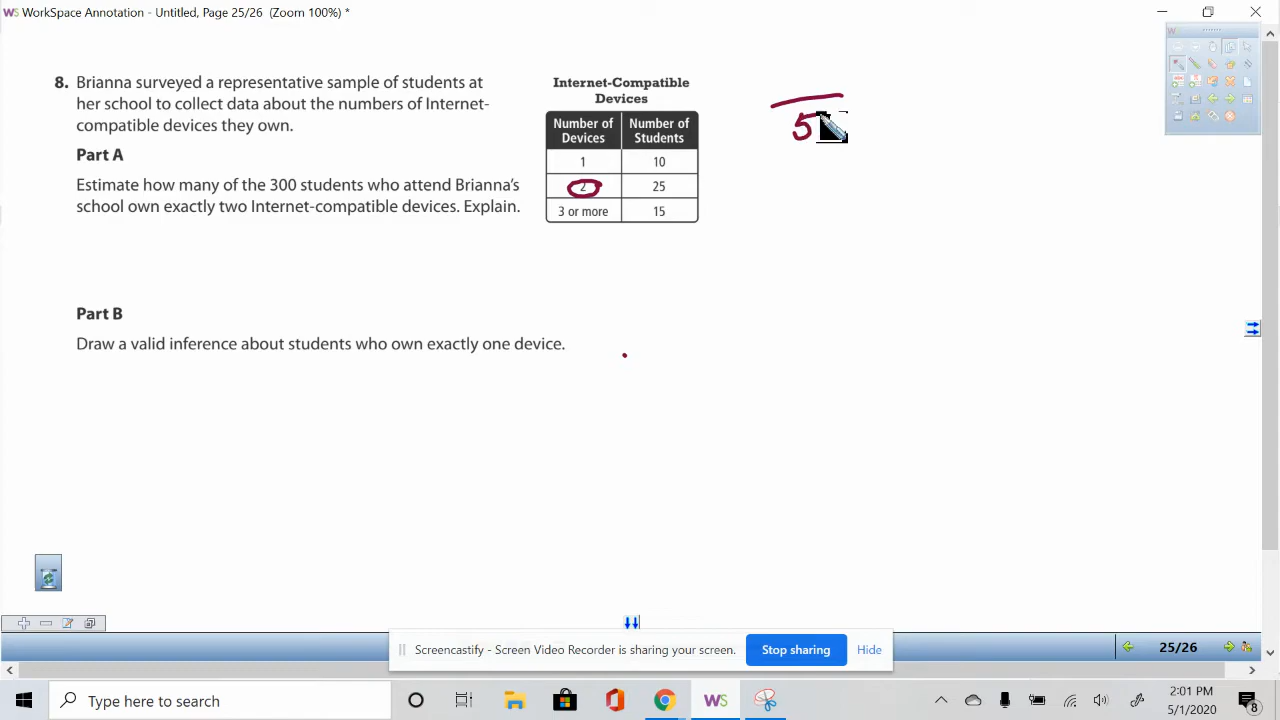 WS WorkSpace Annotation - Untitled, Page 25/26 (Zoom 100%) *
8. Brianna surveyed a representative sample of students at
her school to collect data about the numbers of Internet-
compatible devices they own.
Part A
Estimate how many of the 300 students who attend Brianna's
school own exactly two Internet-compatible devices. Explain.
Internet-Compatible
Devices
Number of Devices Number of Students
1 10
2 25
3 or more 15
5
Part B
Draw a valid inference about students who own exactly one device.
Screencastify - Screen Video Recorder is sharing your screen. Stop sharing Hide
25/26
Type here to search
WS
2:01 PM
5/1/2020
8